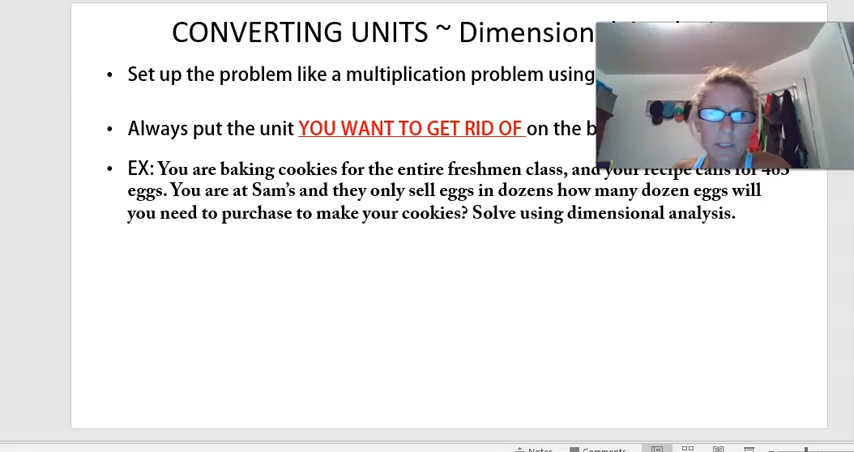 CONVERTING UNITS ~ Dimension
• Set up the problem like a multiplication problem using
• Always put the unit YOU WANT TO GET RID OF on the b
• EX: You are baking cookies for the entire freshmen class, and your recipe calls for 463
eggs. You are at Sam's and they only sell eggs in dozens how many dozen eggs will
you need to purchase to make your cookies? Solve using dimensional analysis.
Notes Comments